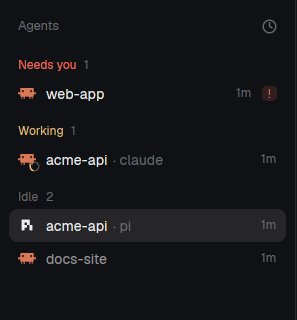 Agents
Needs you 1
web-app 1m !
Working 1
acme-api · claude 1m
Idle 2
acme-api · pi 1m
docs-site 1m